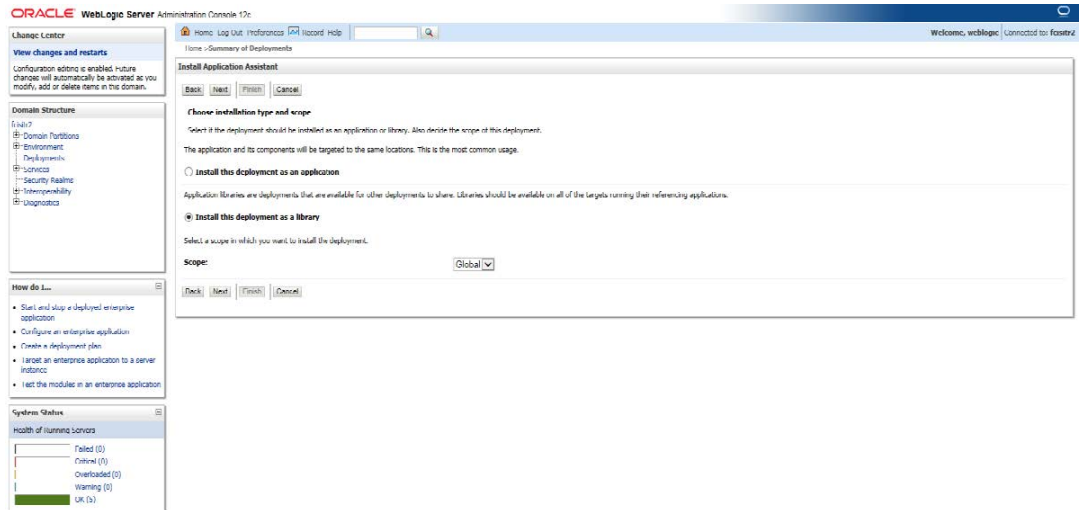 ORACLE WebLogic Server Administration Console 12c
Change Center
View changes and restarts
Configuration editing is enabled. Future
changes will automatically be activated as you
modify, add or delete items in this domain.
Domain Structure
Domain Partitions
Environment
Deployments
Services
Security Realms
Interoperability
Diagnostics
How do I...
Start and stop a deployed enterprise
application
Configure an enterprise application
Create a deployment plan
Target an enterprise application to a server
instance
Test the modules in an enterprise application
System Status
Health of Running Servers
Failed (0)
Critical (0)
Overloaded (0)
Warning (0)
OK (5)
Home Log Out Preferences Record Help
Welcome, weblogic Connected to: fcisitr2
Home >Summary of Deployments
Install Application Assistant
Back Next Finish Cancel
Choose installation type and scope
Select if the deployment should be installed as an application or library. Also decide the scope of this deployment.
The application and its components will be targeted to the same locations. This is the most common usage.
Install this deployment as an application
Application libraries are deployments that are available for other deployments to share. Libraries should be available on all of the targets running their referencing applications.
Install this deployment as a library
Select a scope in which you want to install the deployment.
Scope: Global
Back Next Finish Cancel